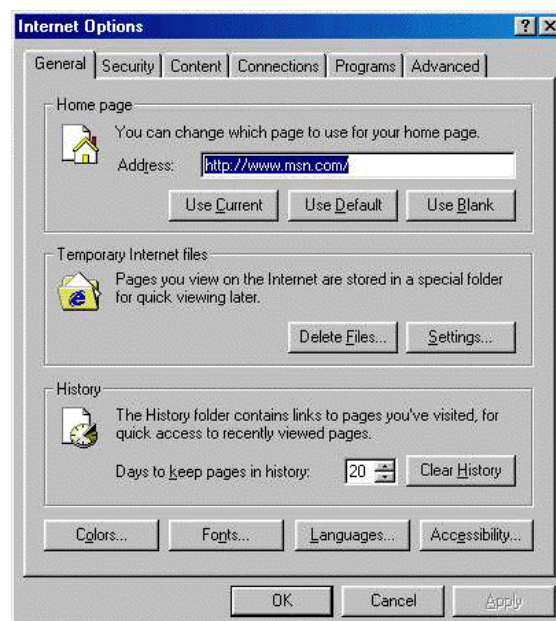 Internet Options
General Security Content Connections Programs Advanced
Home page
You can change which page to use for your home page.
Address: http://www.msn.com/
Use Current Use Default Use Blank
Temporary Internet files
Pages you view on the Internet are stored in a special folder
for quick viewing later.
Delete Files... Settings...
History
The History folder contains links to pages you've visited, for
quick access to recently viewed pages.
Days to keep pages in history: 20 Clear History
Colors... Fonts... Languages... Accessibility...
OK Cancel Apply